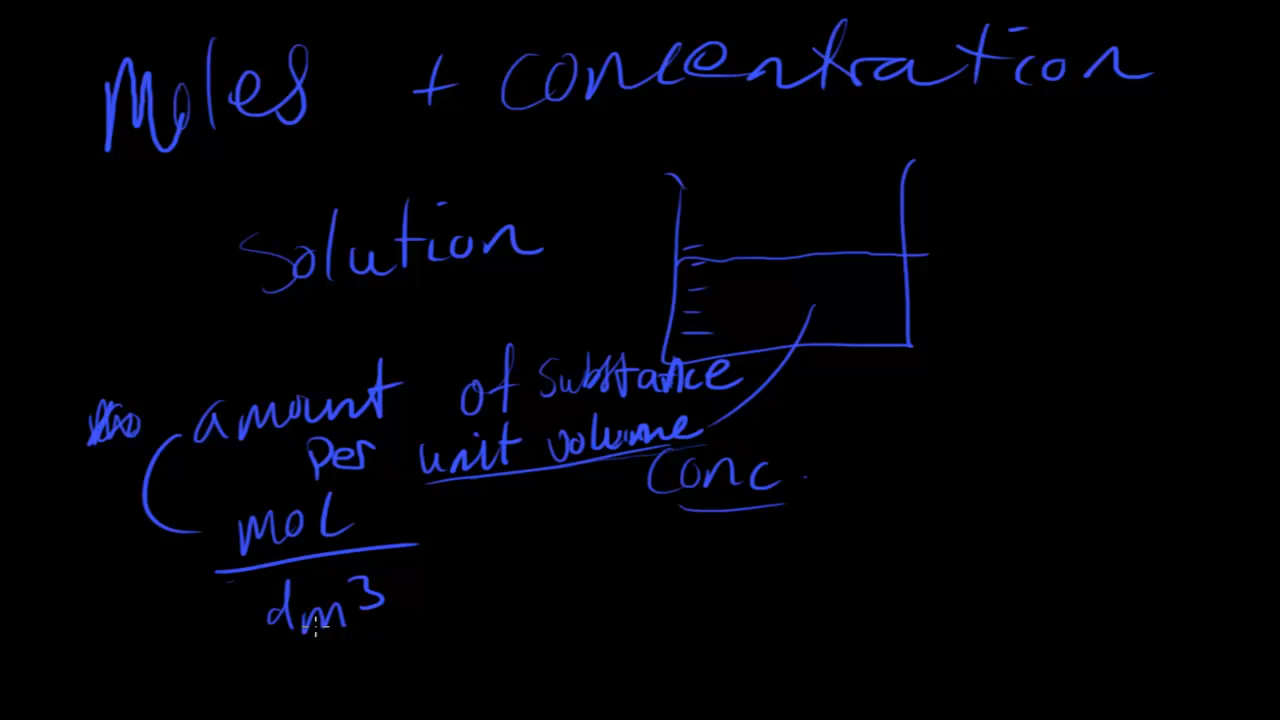 Moles + concentration
solution
amount of substance
per unit volume
conc.
mol
dm³